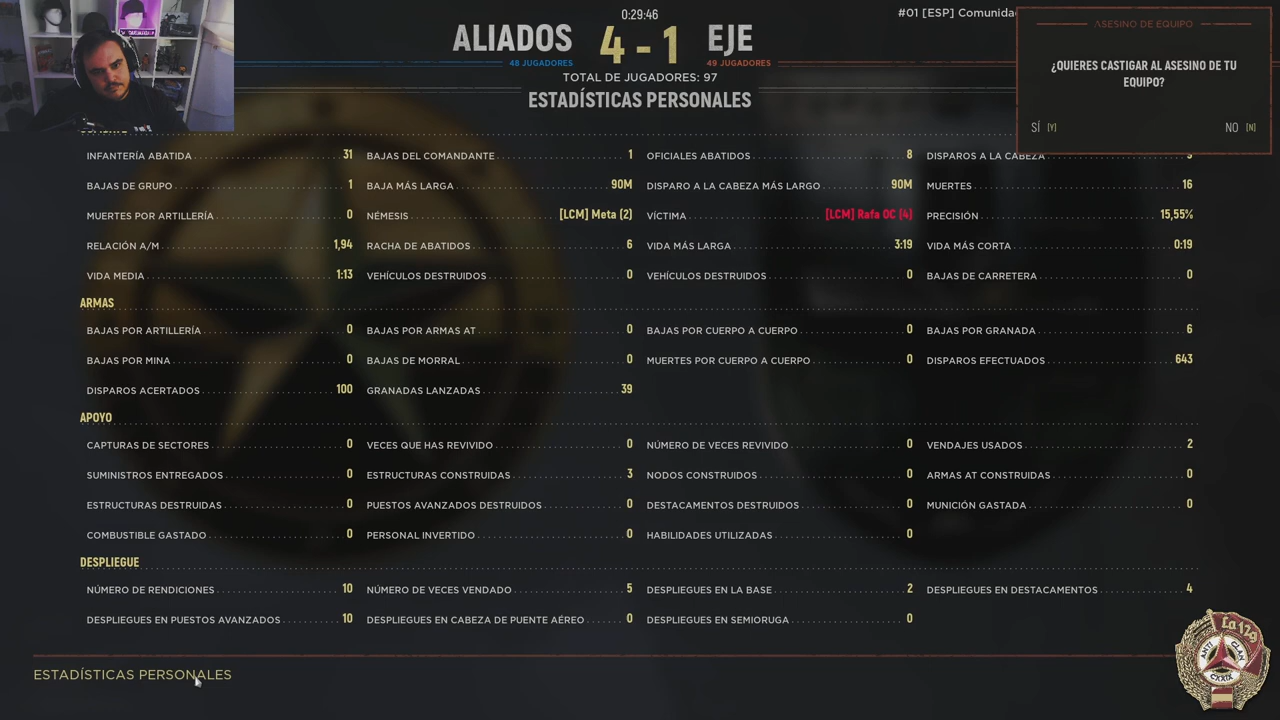 0:29:46
ALIADOS 4 - 1 EJE
48 JUGADORES 49 JUGADORES
TOTAL DE JUGADORES: 97
ESTADÍSTICAS PERSONALES
#01 [ESP] Comunida
ASESINO DE EQUIPO
¿QUIERES CASTIGAR AL ASESINO DE TU
EQUIPO?
SÍ [Y] NO [N]
INFANTERÍA ABATIDA 31 BAJAS DEL COMANDANTE 1 OFICIALES ABATIDOS 8 DISPAROS A LA CABEZA
BAJAS DE GRUPO 1 BAJA MÁS LARGA 90M DISPARO A LA CABEZA MÁS LARGO 90M MUERTES 16
MUERTES POR ARTILLERÍA 0 NÉMESIS [LCM] Meta (2) VÍCTIMA [LCM] Rafa OC (4) PRECISIÓN 15,55%
RELACIÓN A/M 1,94 RACHA DE ABATIDOS 6 VIDA MÁS LARGA 3:19 VIDA MÁS CORTA 0:19
VIDA MEDIA 1:13 VEHÍCULOS DESTRUIDOS 0 VEHÍCULOS DESTRUIDOS 0 BAJAS DE CARRETERA 0
ARMAS
BAJAS POR ARTILLERÍA 0 BAJAS POR ARMAS AT 0 BAJAS POR CUERPO A CUERPO 0 BAJAS POR GRANADA 6
BAJAS POR MINA 0 BAJAS DE MORRAL 0 MUERTES POR CUERPO A CUERPO 0 DISPAROS EFECTUADOS 643
DISPAROS ACERTADOS 100 GRANADAS LANZADAS 39
APOYO
CAPTURAS DE SECTORES 0 VECES QUE HAS REVIVIDO 0 NÚMERO DE VECES REVIVIDO 0 VENDAJES USADOS 2
SUMINISTROS ENTREGADOS 0 ESTRUCTURAS CONSTRUIDAS 3 NODOS CONSTRUIDOS 0 ARMAS AT CONSTRUIDAS 0
ESTRUCTURAS DESTRUIDAS 0 PUESTOS AVANZADOS DESTRUIDOS 0 DESTACAMENTOS DESTRUIDOS 0 MUNICIÓN GASTADA 0
COMBUSTIBLE GASTADO 0 PERSONAL INVERTIDO 0 HABILIDADES UTILIZADAS 0
DESPLIEGUE
NÚMERO DE RENDICIONES 10 NÚMERO DE VECES VENDADO 5 DESPLIEGUES EN LA BASE 2 DESPLIEGUES EN DESTACAMENTOS 4
DESPLIEGUES EN PUESTOS AVANZADOS 10 DESPLIEGUES EN CABEZA DE PUENTE AÉREO 0 DESPLIEGUES EN SEMIORUGA 0
ESTADÍSTICAS PERSONALES
La 129
ANTI CLAN
CXXIX